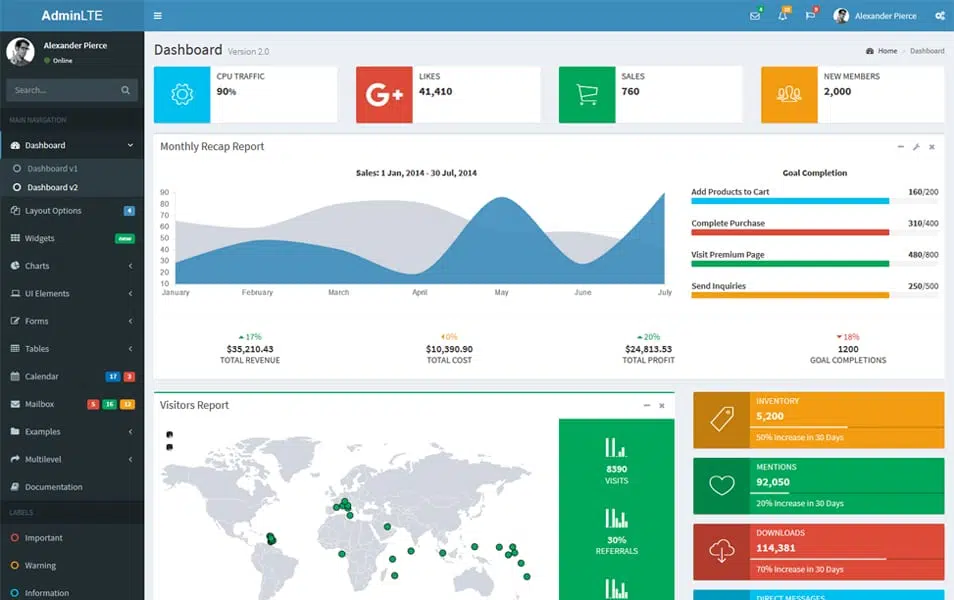 AdminLTE
4
10
9
Alexander Pierce
Alexander Pierce
Online
Search...
MAIN NAVIGATION
Dashboard
Dashboard v1
Dashboard v2
Layout Options 4
Widgets new
Charts
UI Elements
Forms
Tables
Calendar 17 3
Mailbox 5 16 12
Examples
Multilevel
Documentation
LABELS
Important
Warning
Information
Dashboard Version 2.0
Home > Dashboard
CPU TRAFFIC
90%
G+
LIKES
41,410
SALES
760
NEW MEMBERS
2,000
Monthly Recap Report
Sales: 1 Jan, 2014 - 30 Jul, 2014
90
80
70
60
50
40
30
20
10
January February March April May June July
Goal Completion
Add Products to Cart 160/200
Complete Purchase 310/400
Visit Premium Page 480/800
Send Inquiries 250/500
17%
$35,210.43
TOTAL REVENUE
0%
$10,390.90
TOTAL COST
20%
$24,813.53
TOTAL PROFIT
18%
1200
GOAL COMPLETIONS
Visitors Report
8390
VISITS
30%
REFERRALS
INVENTORY
5,200
50% Increase in 30 Days
MENTIONS
92,050
20% Increase in 30 Days
DOWNLOADS
114,381
70% Increase in 30 Days
DIRECT MESSAGES